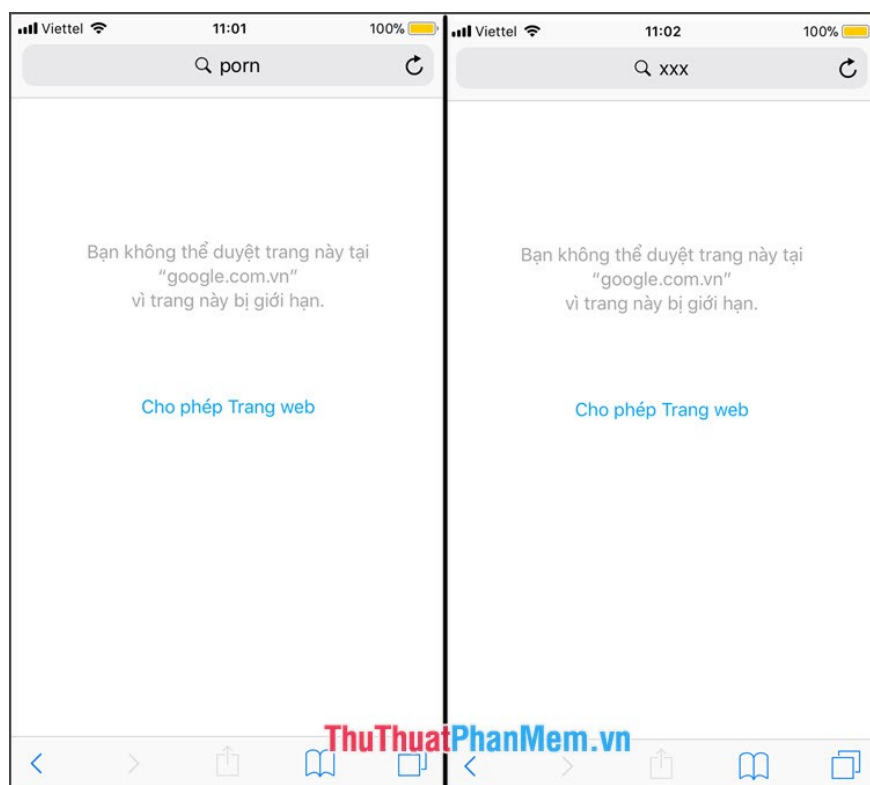 Viettel 11:01 100%
porn
Bạn không thể duyệt trang này tại
“google.com.vn”
vì trang này bị giới hạn.
Cho phép Trang web
Viettel 11:02 100%
xxx
Bạn không thể duyệt trang này tại
“google.com.vn”
vì trang này bị giới hạn.
Cho phép Trang web
ThuThuatPhanMem.vn